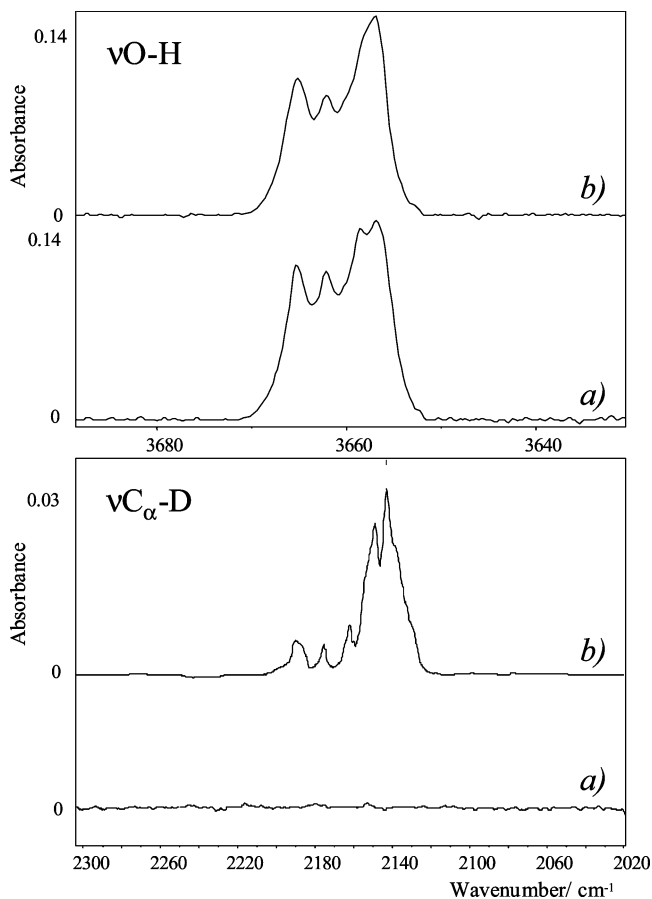 0.14
νO-H
Absorbance
b)
0
0.14
a)
0
3680 3660 3640
νCα-D
0.03
Absorbance
b)
0
a)
0
2300 2260 2220 2180 2140 2100 2060 2020
Wavenumber/ cm-1